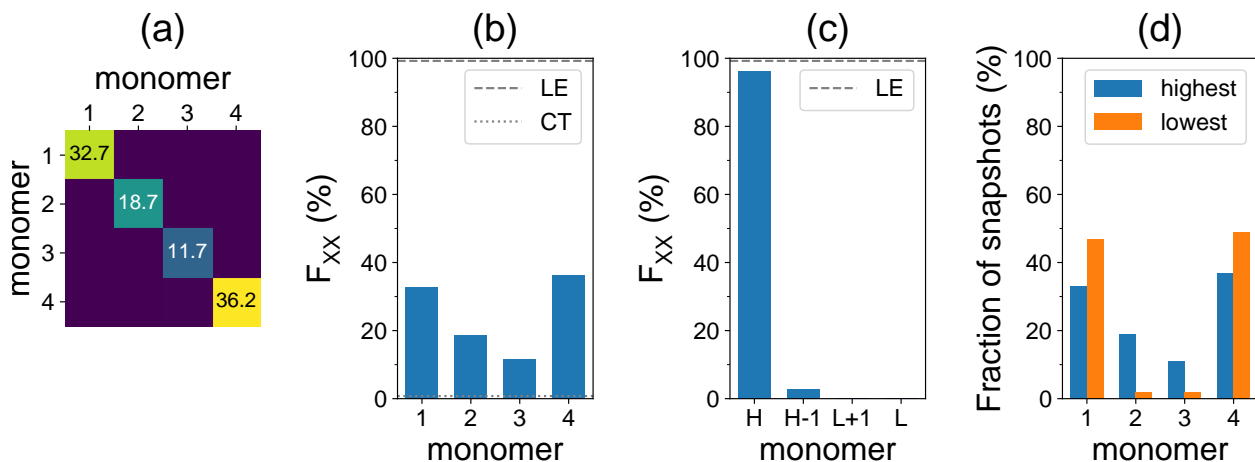 (a)
monomer
1 2 3 4
monomer
1 32.7
2 18.7
3 11.7
4 36.2
(b)
F_XX (%)
100
80
60
40
20
0
LE
CT
1 2 3 4
monomer
(c)
F_XX (%)
100
80
60
40
20
0
LE
H H-1 L+1 L
monomer
(d)
Fraction of snapshots (%)
100
80
60
40
20
0
highest
lowest
1 2 3 4
monomer